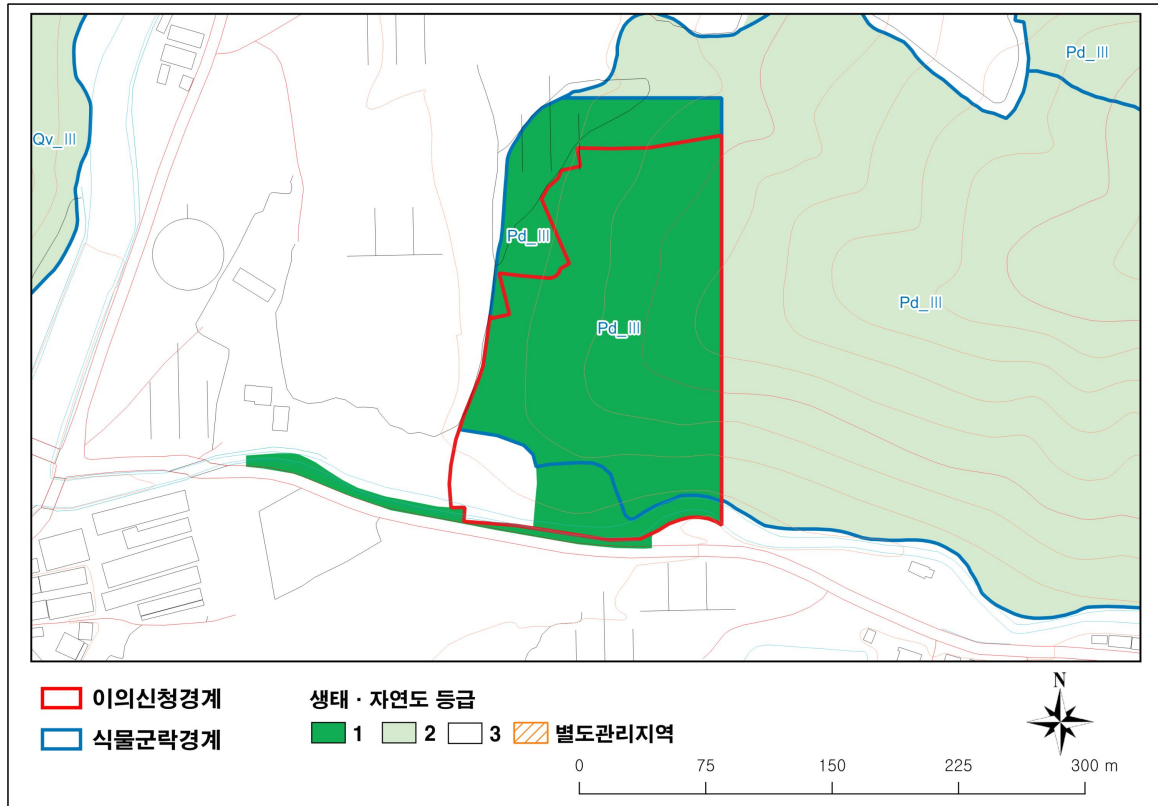 Pd_III
Qv_III
Pd_III
Pd_III
Pd_III
이의신청경계
식물군락경계
생태 · 자연도 등급
1 2 3 별도관리지역
N
0 75 150 225 300 m